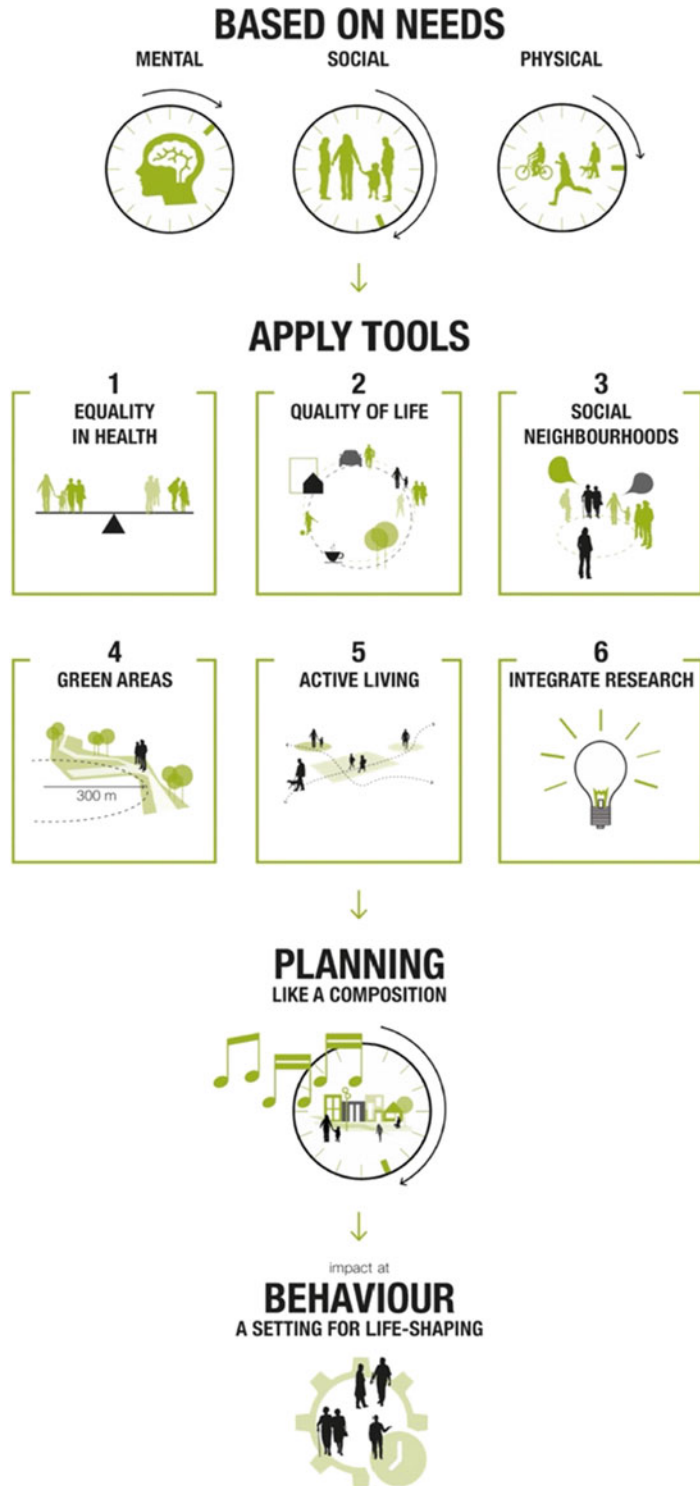 BASED ON NEEDS
MENTAL
SOCIAL
PHYSICAL
APPLY TOOLS
1
EQUALITY
IN HEALTH
2
QUALITY OF LIFE
3
SOCIAL
NEIGHBOURHOODS
4
GREEN AREAS
300 m
5
ACTIVE LIVING
6
INTEGRATE RESEARCH
PLANNING
LIKE A COMPOSITION
impact at
BEHAVIOUR
A SETTING FOR LIFE-SHAPING